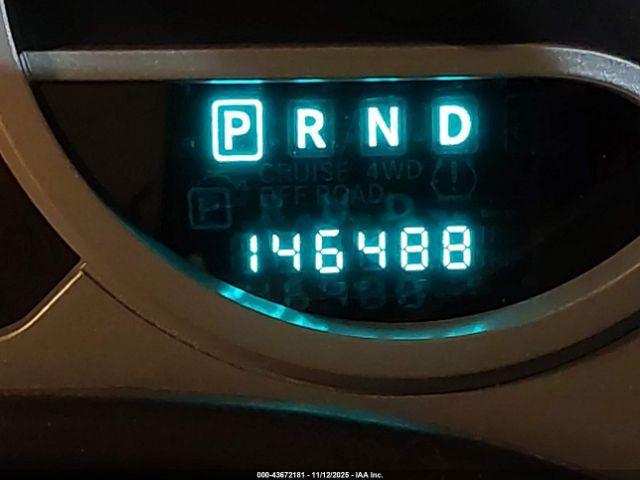 P R N D
CRUISE 4WD
OFF ROAD
146488
000-43672181 - 11/12/2025 - IAA Inc.